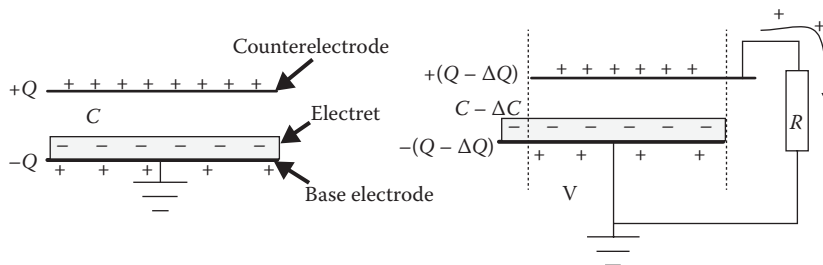 Counterelectrode
+ + + + + + + +
+Q
C
Electret
− − − − − −
−Q
+ + + + +
Base electrode
+ +
+(Q − ΔQ)
+ + + + + +
C − ΔC
− − − − − −
−(Q − ΔQ)
+ + + +
R
V